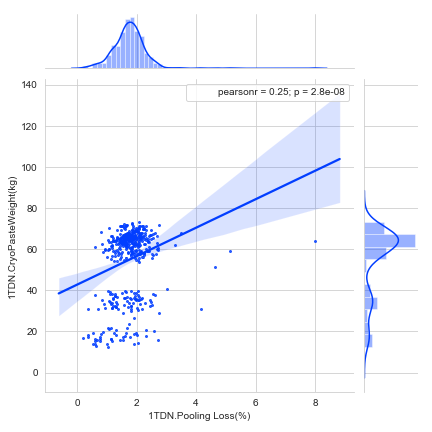 pearsonr = 0.25; p = 2.8e-08
140
120
100
80
60
40
20
0
1TDN.CryoPasteWeight(kg)
0 2 4 6 8
1TDN.Pooling Loss(%)